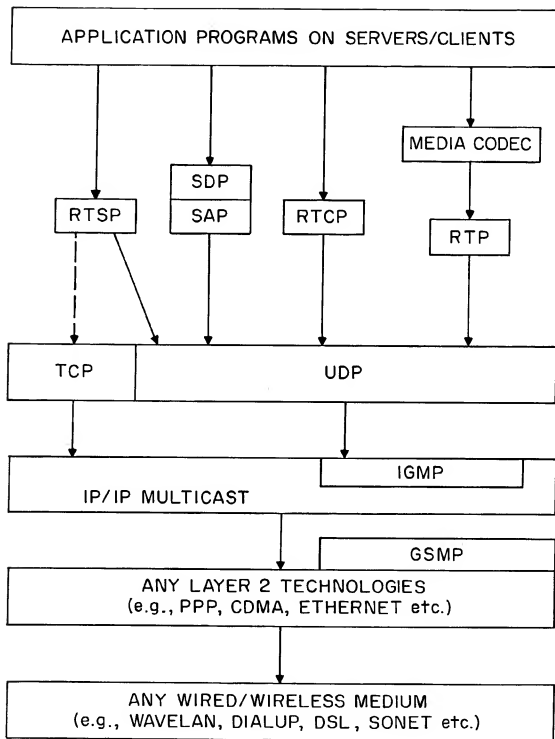 APPLICATION PROGRAMS ON SERVERS/CLIENTS
MEDIA CODEC
SDP
RTSP
SAP
RTCP
RTP
TCP
UDP
IGMP
IP/IP MULTICAST
GSMP
ANY LAYER 2 TECHNOLOGIES
(e.g., PPP, CDMA, ETHERNET etc.)
ANY WIRED/WIRELESS MEDIUM
(e.g., WAVELAN, DIALUP, DSL, SONET etc.)